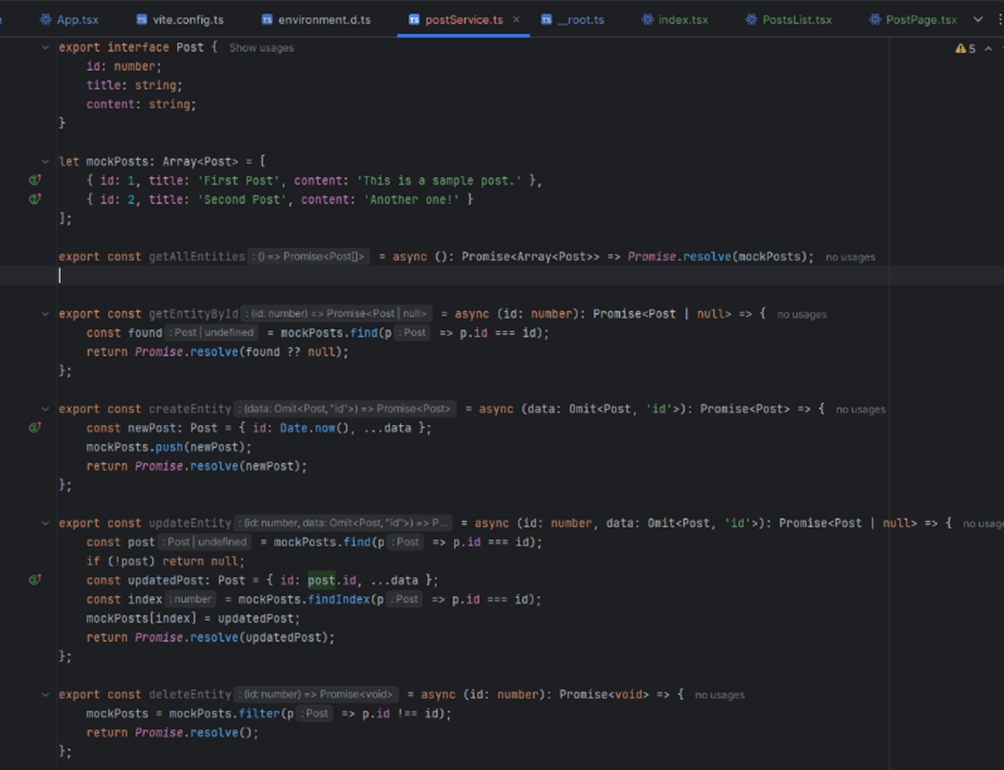 App.tsx vite.config.ts environment.d.ts postService.ts __root.ts index.tsx PostsList.tsx PostPage.tsx
export interface Post { Show usages
5
id: number;
title: string;
content: string;
}
let mockPosts: Array<Post> = [
{ id: 1, title: 'First Post', content: 'This is a sample post.' },
{ id: 2, title: 'Second Post', content: 'Another one!' }
];
export const getAllEntities : () => Promise<Post[]> = async (): Promise<Array<Post>> => Promise.resolve(mockPosts); no usages
export const getEntityById : (id: number) => Promise<Post | null> = async (id: number): Promise<Post | null> => { no usages
const found : Post | undefined = mockPosts.find(p : Post => p.id === id);
return Promise.resolve(found ?? null);
};
export const createEntity : (data: Omit<Post, "id">) => Promise<Post> = async (data: Omit<Post, 'id'>): Promise<Post> => { no usages
const newPost: Post = { id: Date.now(), ...data };
mockPosts.push(newPost);
return Promise.resolve(newPost);
};
export const updateEntity : (id: number, data: Omit<Post, "id">) => P... = async (id: number, data: Omit<Post, 'id'>): Promise<Post | null> => { no usag
const post : Post | undefined = mockPosts.find(p : Post => p.id === id);
if (!post) return null;
const updatedPost: Post = { id: post.id, ...data };
const index : number = mockPosts.findIndex(p : Post => p.id === id);
mockPosts[index] = updatedPost;
return Promise.resolve(updatedPost);
};
export const deleteEntity : (id: number) => Promise<void> = async (id: number): Promise<void> => { no usages
mockPosts = mockPosts.filter(p : Post => p.id !== id);
return Promise.resolve();
};